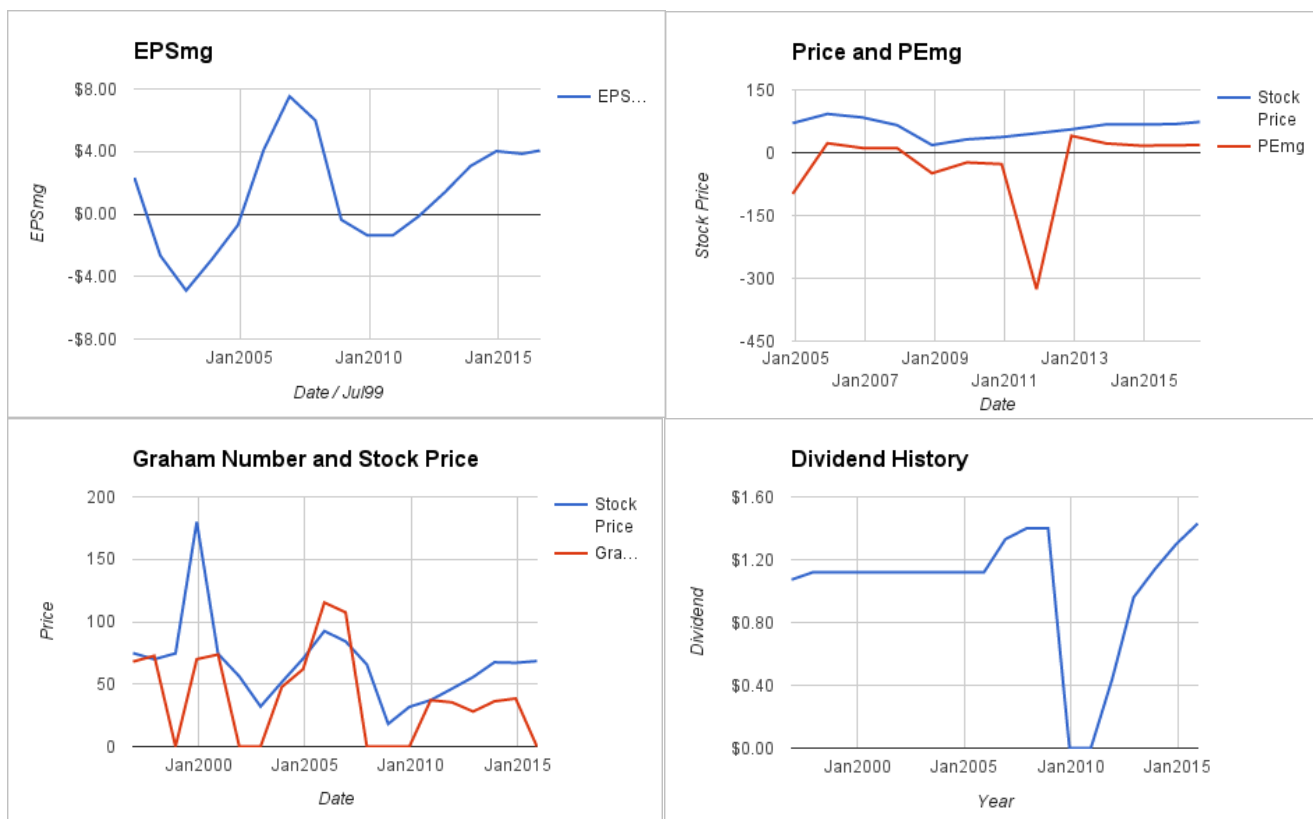 EPSmg
$8.00
$4.00
$0.00
-$4.00
-$8.00
EPSmg
Jan2005
Jan2010
Jan2015
Date / Jul99
EPS…
Price and PEmg
150
0
-150
-300
-450
Stock Price
Jan2005
Jan2009
Jan2013
Jan2007
Jan2011
Jan2015
Date
Stock
Price
PEmg
Graham Number and Stock Price
200
150
100
50
0
Price
Jan2000
Jan2005
Jan2010
Jan2015
Date
Stock
Price
Gra…
Dividend History
$1.60
$1.20
$0.80
$0.40
$0.00
Dividend
Jan2000
Jan2005
Jan2010
Jan2015
Year